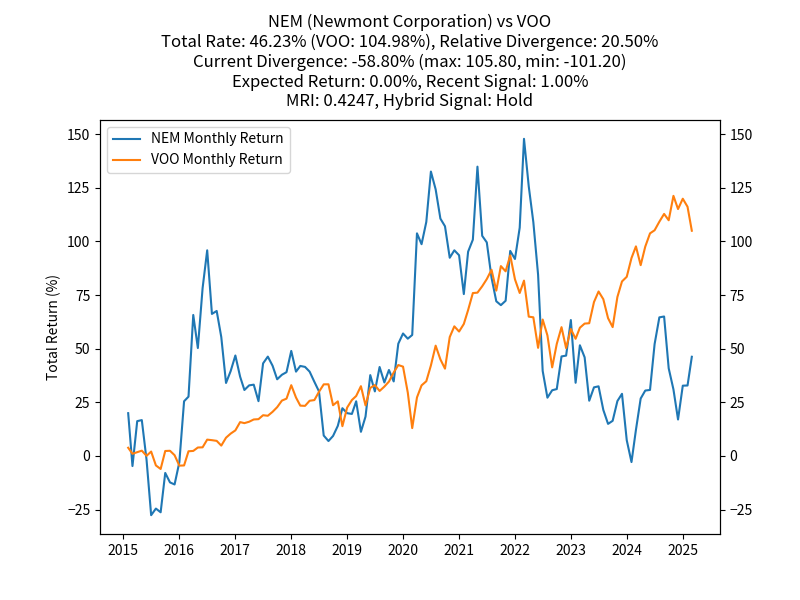 NEM (Newmont Corporation) vs VOO
Total Rate: 46.23% (VOO: 104.98%), Relative Divergence: 20.50%
Current Divergence: -58.80% (max: 105.80, min: -101.20)
Expected Return: 0.00%, Recent Signal: 1.00%
MRI: 0.4247, Hybrid Signal: Hold
NEM Monthly Return
VOO Monthly Return
Total Return (%)
150
125
100
75
50
25
0
−25
150
125
100
75
50
25
0
−25
2015 2016 2017 2018 2019 2020 2021 2022 2023 2024 2025